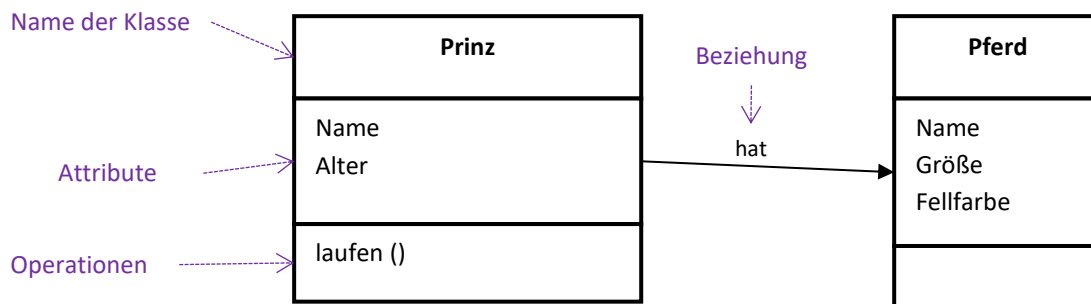 Name der Klasse
Prinz
Beziehung
Pferd
Name
Alter
Attribute
hat
Name
Größe
Fellfarbe
Operationen
laufen ()